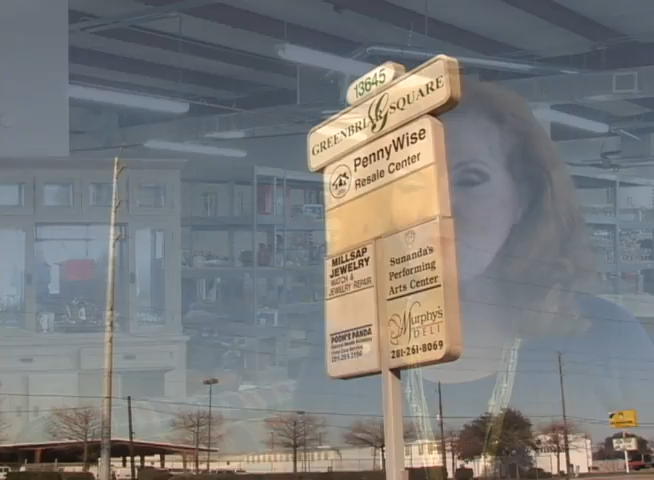 13645
GREENBRIAR SQUARE
PennyWise
Resale Center
MILLSAP
JEWELRY
WATCH &
JEWELRY REPAIR
Sunanda's
Performing
Arts Center
POOH'S PANDA
Murphy's
DELI
281-261-8069